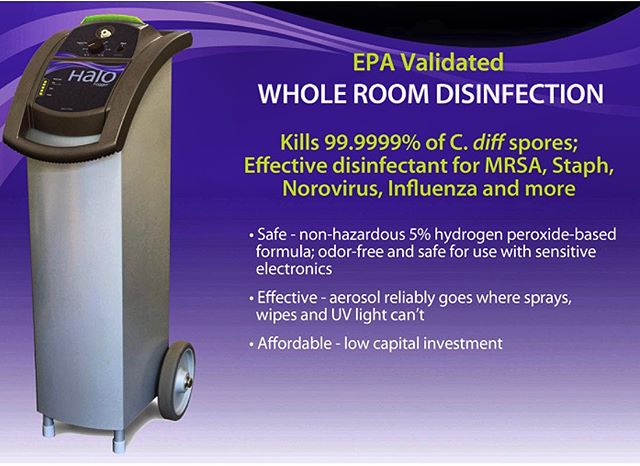 EPA Validated
WHOLE ROOM DISINFECTION
Kills 99.9999% of C. diff spores;
Effective disinfectant for MRSA, Staph,
Norovirus, Influenza and more
• Safe - non-hazardous 5% hydrogen peroxide-based
formula; odor-free and safe for use with sensitive
electronics
• Effective - aerosol reliably goes where sprays,
wipes and UV light can't
• Affordable - low capital investment
Halo